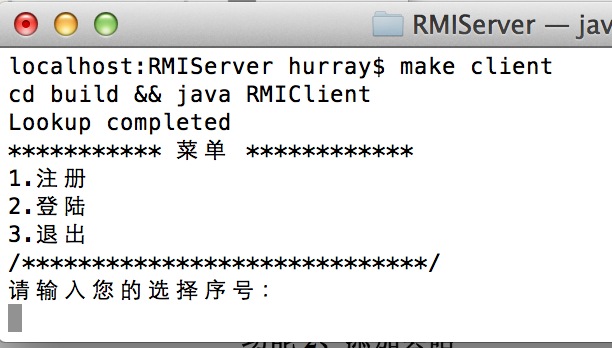 RMIServer — jav
localhost:RMIServer hurray$ make client
cd build && java RMIClient
Lookup completed
*********** 菜单 ************
1.注册
2.登陆
3.退出
/*****************************/
请输入您的选择序号: